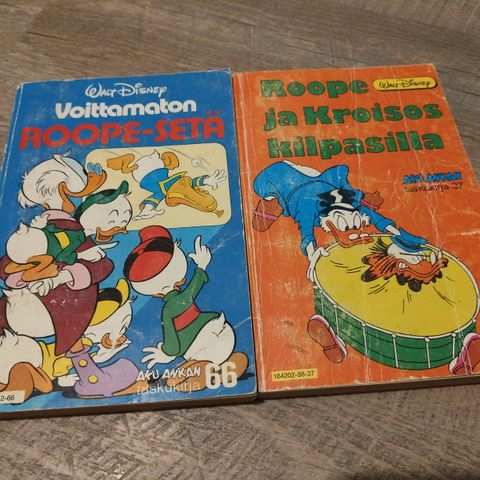 WALT DISNEY
Voittamaton
ROOPE-SETÄ
AKU ANKAN
taskukirja 66
2-66
Roope
WALT DISNEY
ja Kroisos
kilpasilla
AKU ANKAN
taskukirja 37
164202-88-37